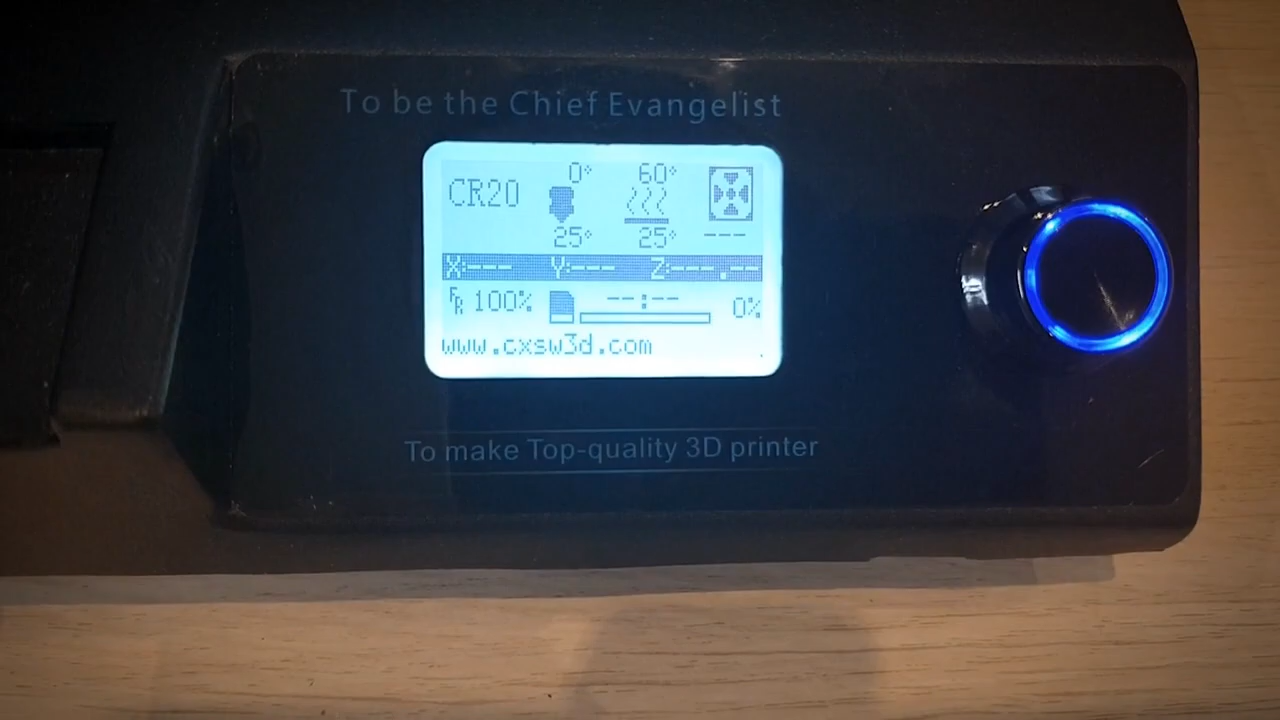 To be the Chief Evangelist
0° 60°
CR20
25° 25° ---
X:--- Y:--- Z:---.--
FR 100% --:-- 0%
www.cxsw3d.com
To make Top-quality 3D printer